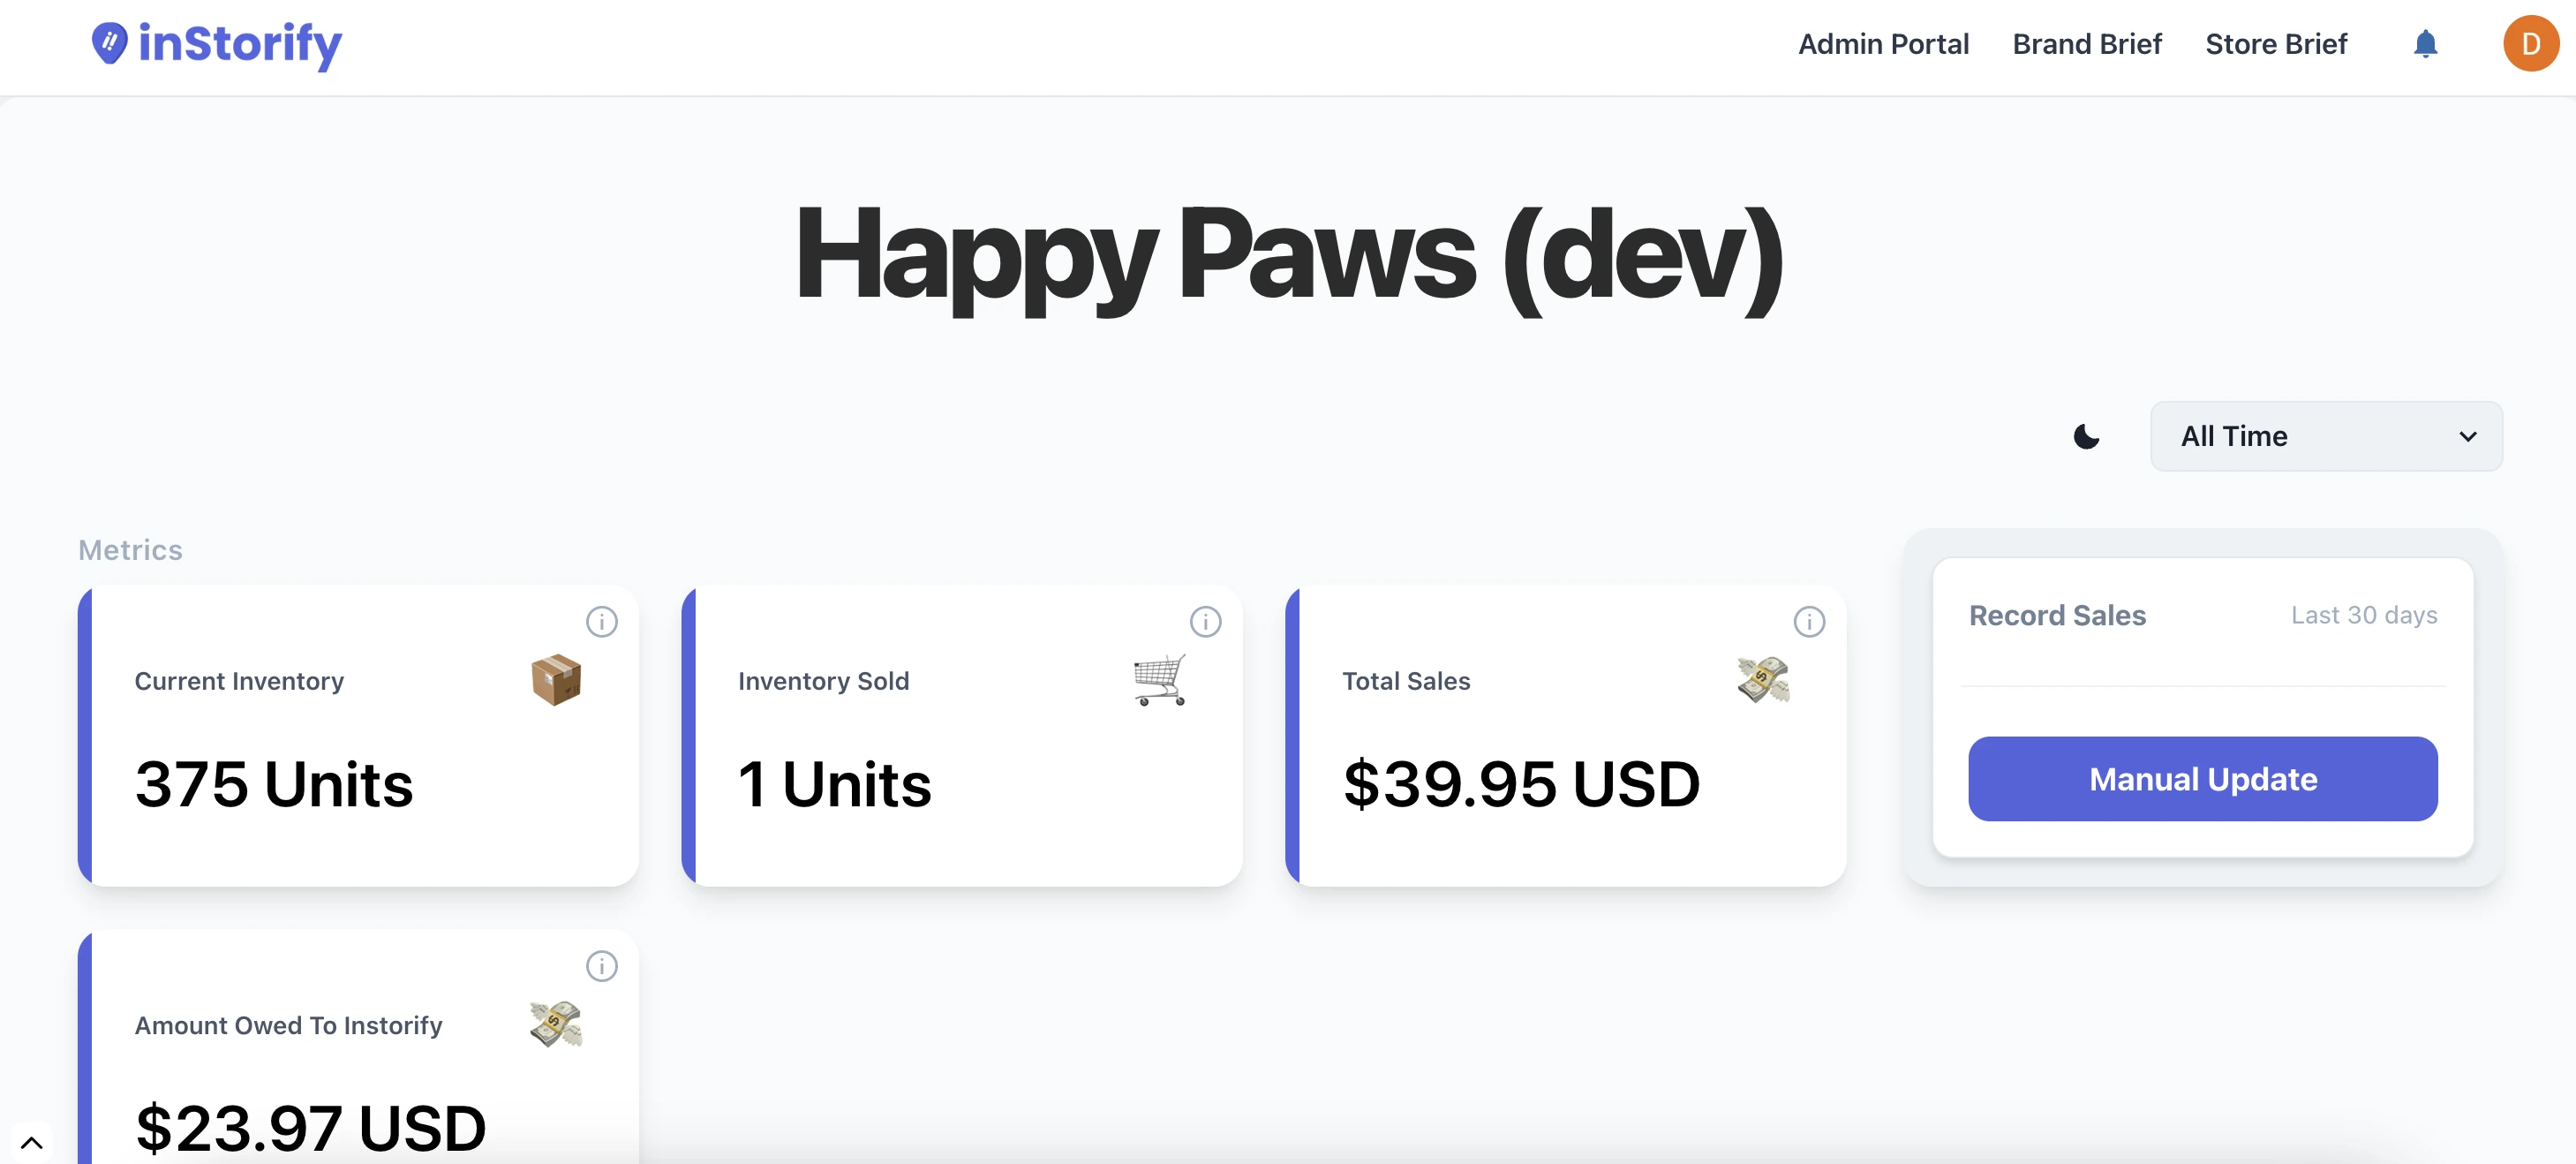 inStorify
Admin Portal
Brand Brief
Store Brief
D
Happy Paws (dev)
All Time
Metrics
Current Inventory
375 Units
Inventory Sold
1 Units
Total Sales
$39.95 USD
Record Sales
Last 30 days
Manual Update
Amount Owed To Instorify
$23.97 USD